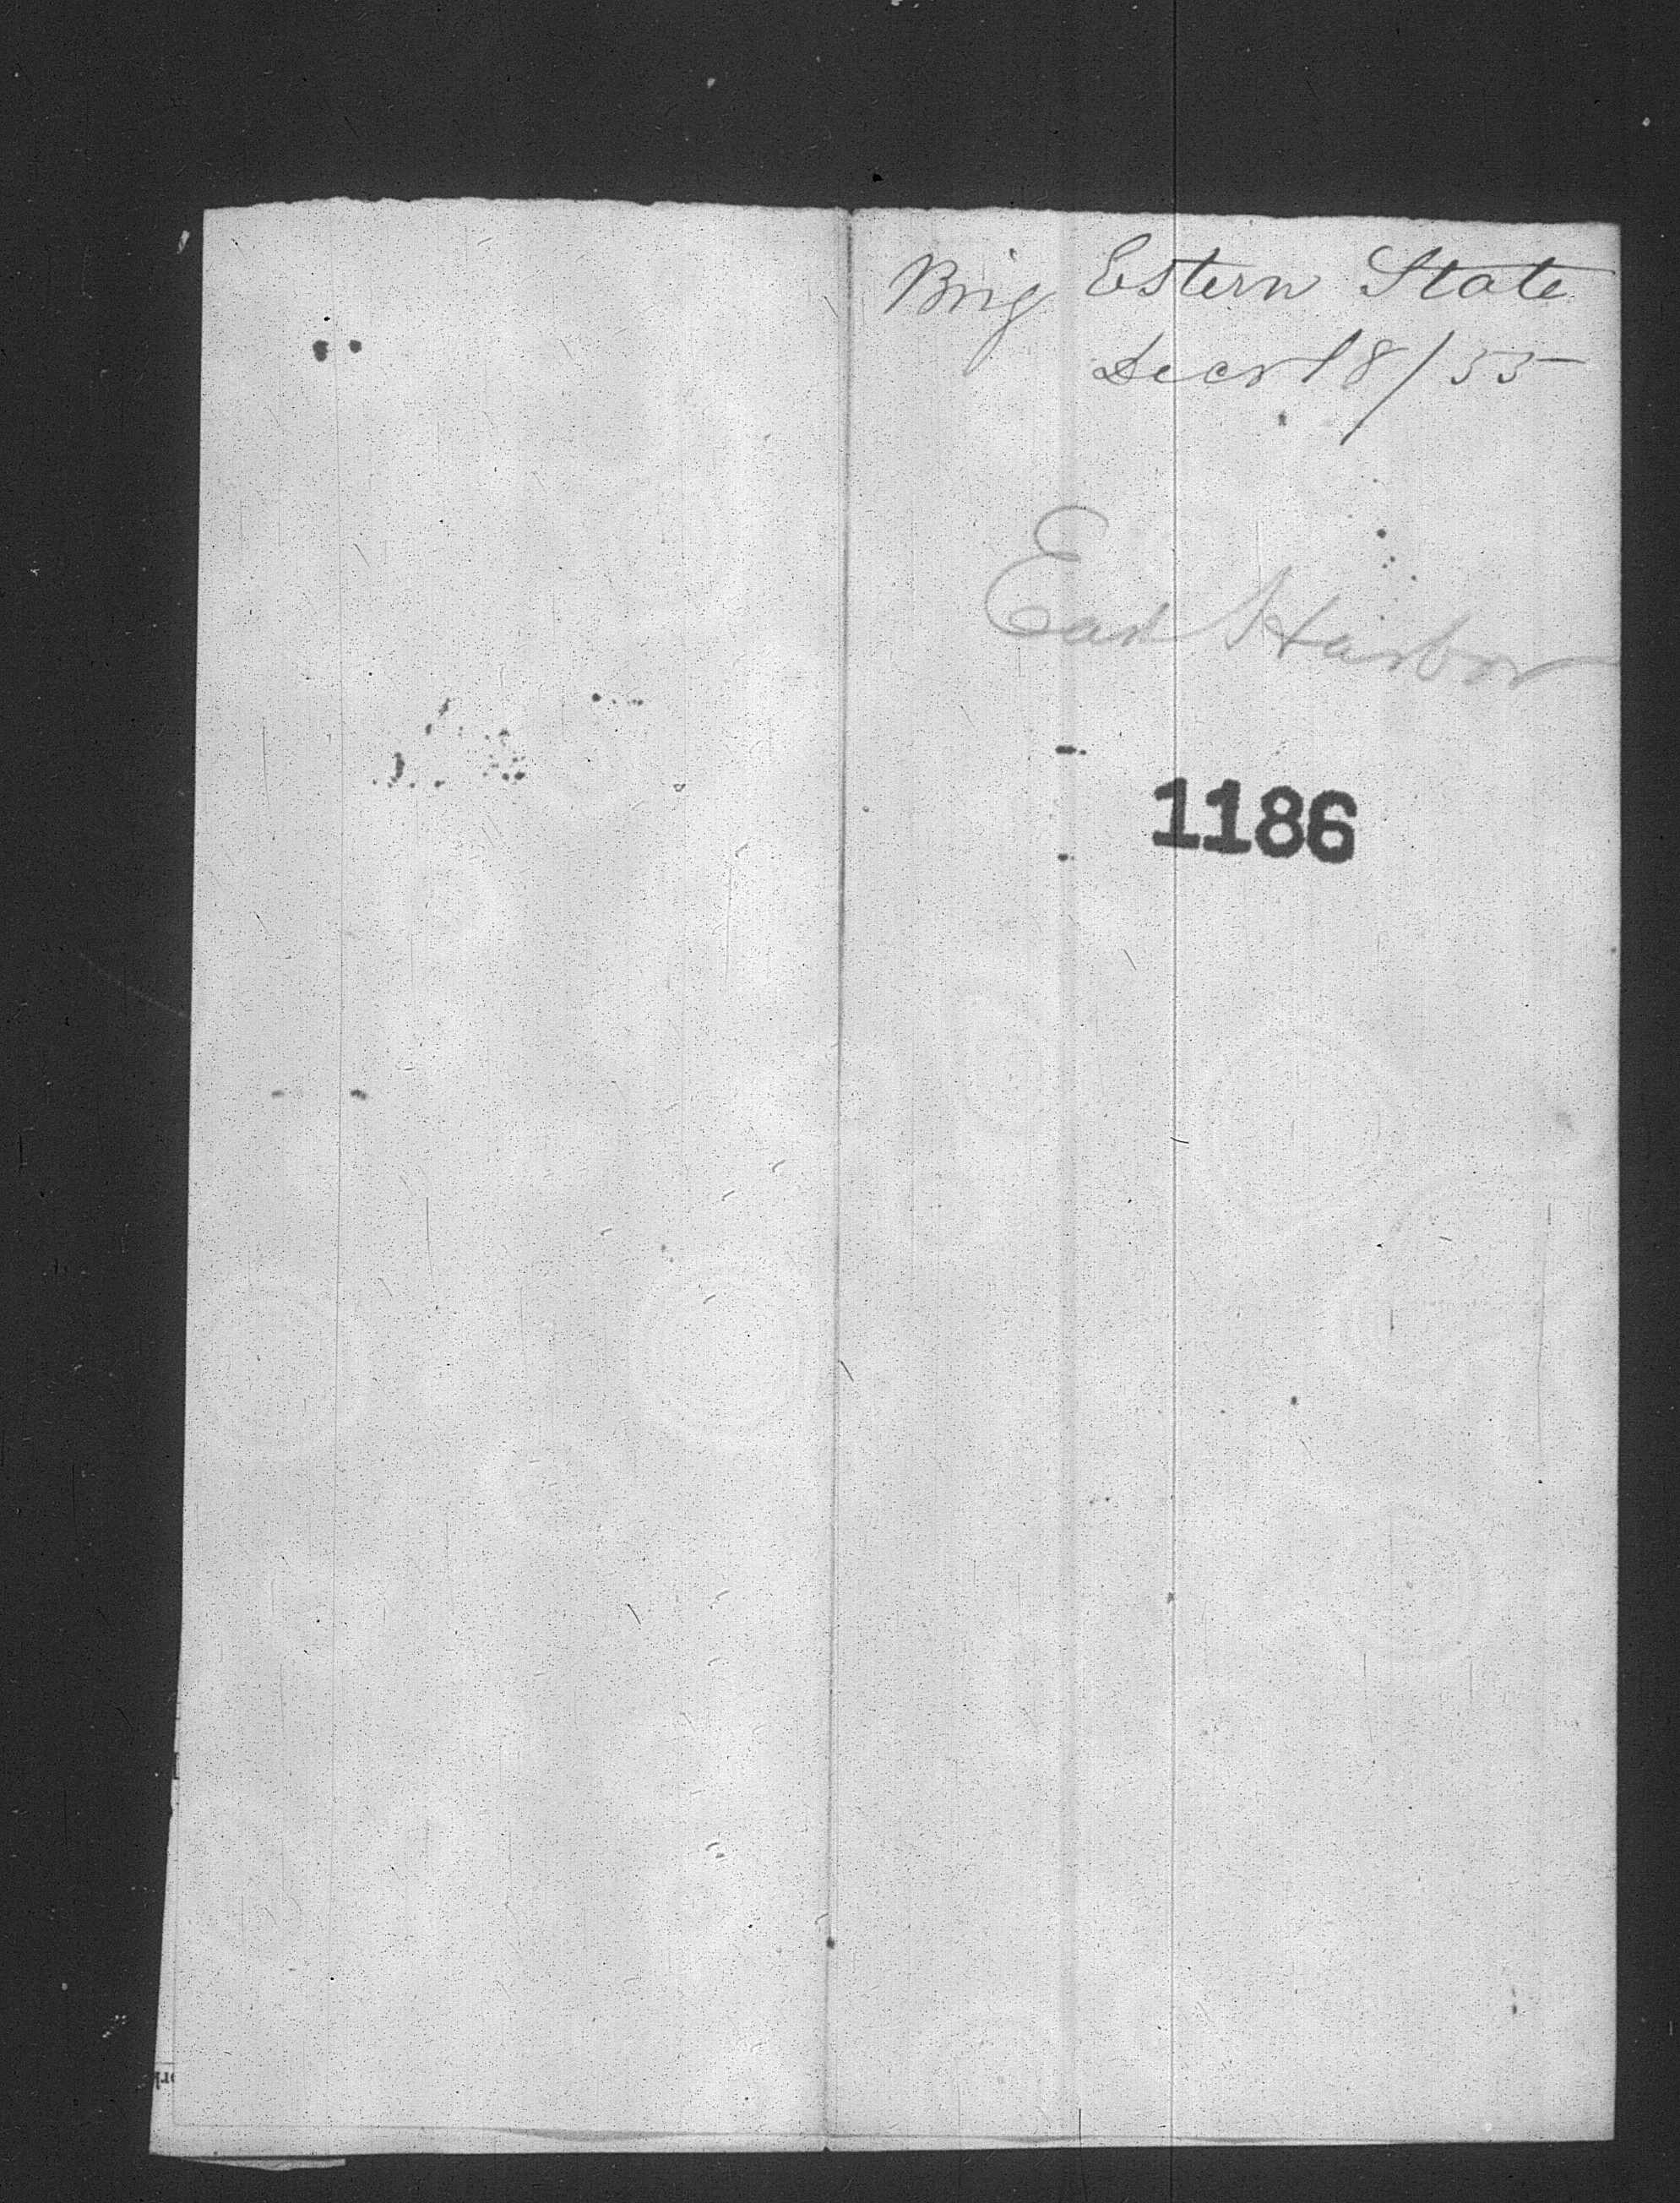 Brig Estern State
Decr 18/55
East Harbor
1186